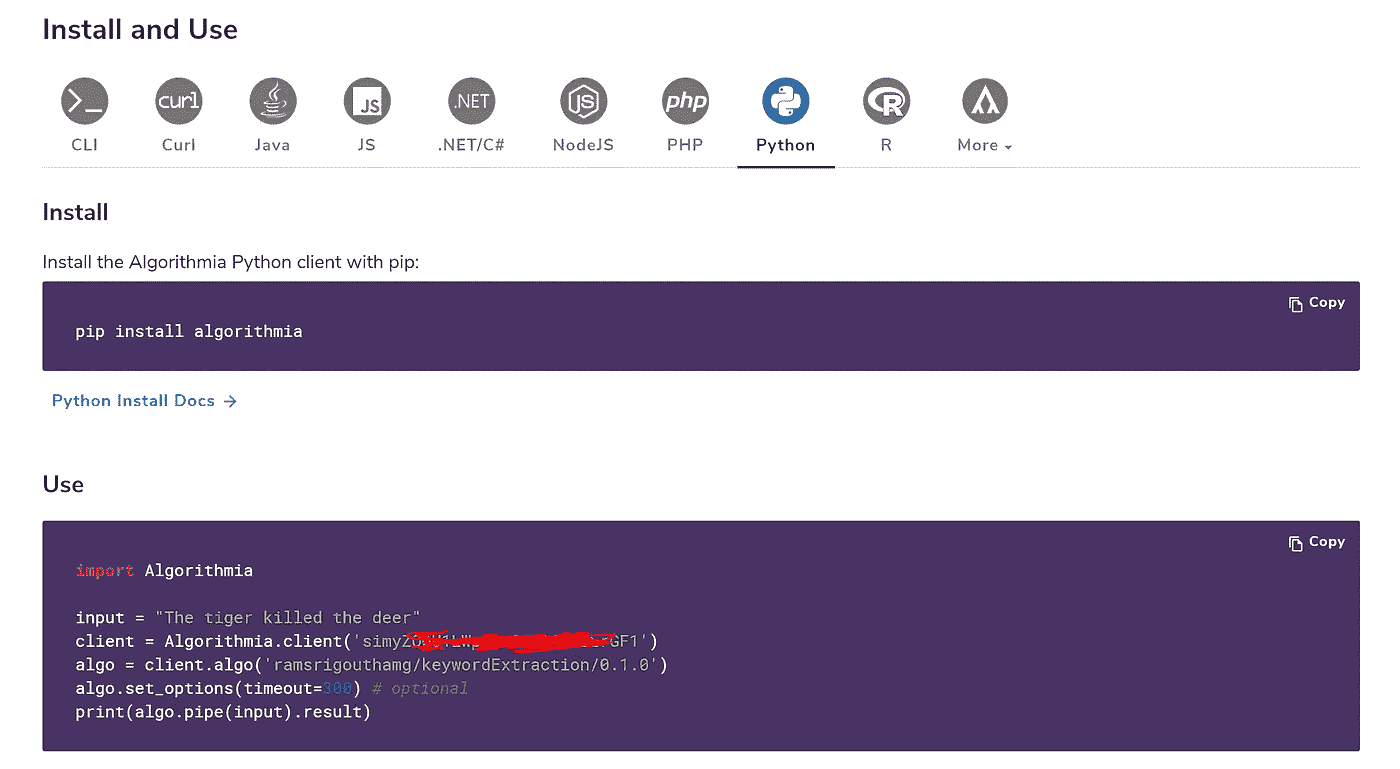 Install and Use
>_ curl JS .NET JS php R
CLI Curl Java JS .NET/C# NodeJS PHP Python R More
Install
Install the Algorithmia Python client with pip:
Copy
pip install algorithmia
Python Install Docs →
Use
Copy
import Algorithmia
input = "The tiger killed the deer"
client = Algorithmia.client(' ')
algo = client.algo('ramsrigouthamg/keywordExtraction/0.1.0')
algo.set_options(timeout=300) # optional
print(algo.pipe(input).result)